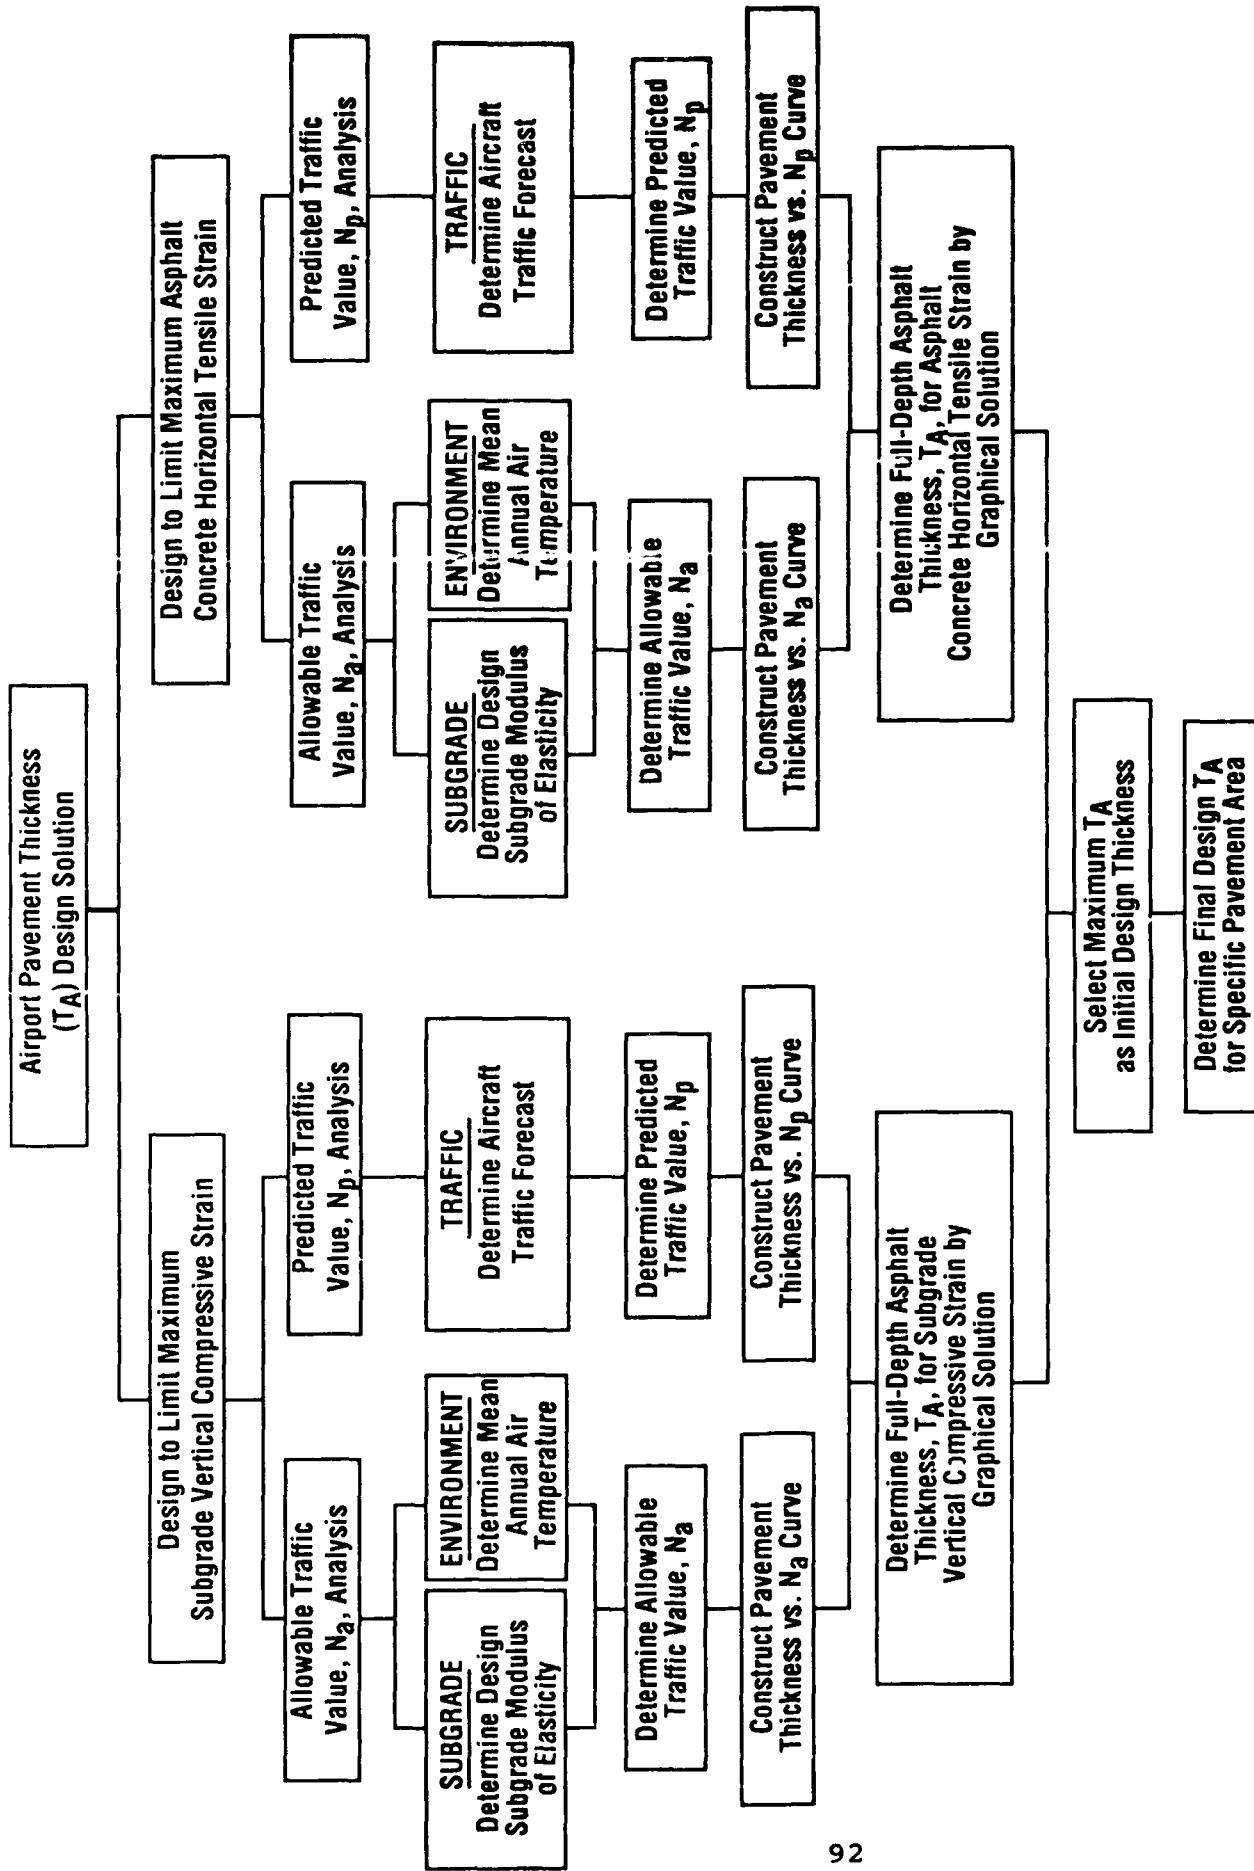 Airport Pavement Thickness
(TA) Design Solution
Design to Limit Maximum
Subgrade Vertical Compressive Strain
Design to Limit Maximum Asphalt
Concrete Horizontal Tensile Strain
Allowable Traffic
Value, Na, Analysis
Predicted Traffic
Value, Np, Analysis
Allowable Traffic
Value, Na, Analysis
Predicted Traffic
Value, Np, Analysis
SUBGRADE
Determine Design
Subgrade Modulus
of Elasticity
ENVIRONMENT
Determine Mean
Annual Air
Temperature
TRAFFIC
Determine Aircraft
Traffic Forecast
SUBGRADE
Determine Design
Subgrade Modulus
of Elasticity
ENVIRONMENT
Determine Mean
Annual Air
Temperature
TRAFFIC
Determine Aircraft
Traffic Forecast
Determine Allowable
Traffic Value, Na
Determine Predicted
Traffic Value, Np
Determine Allowable
Traffic Value, Na
Determine Predicted
Traffic Value, Np
Construct Pavement
Thickness vs. Na Curve
Construct Pavement
Thickness vs. Np Curve
Construct Pavement
Thickness vs. Na Curve
Construct Pavement
Thickness vs. Np Curve
Determine Full-Depth Asphalt
Thickness, TA, for Subgrade
Vertical Compressive Strain by
Graphical Solution
Determine Full-Depth Asphalt
Thickness, TA, for Asphalt
Concrete Horizontal Tensile Strain by
Graphical Solution
Select Maximum TA
as Initial Design Thickness
Determine Final Design TA
for Specific Pavement Area
92